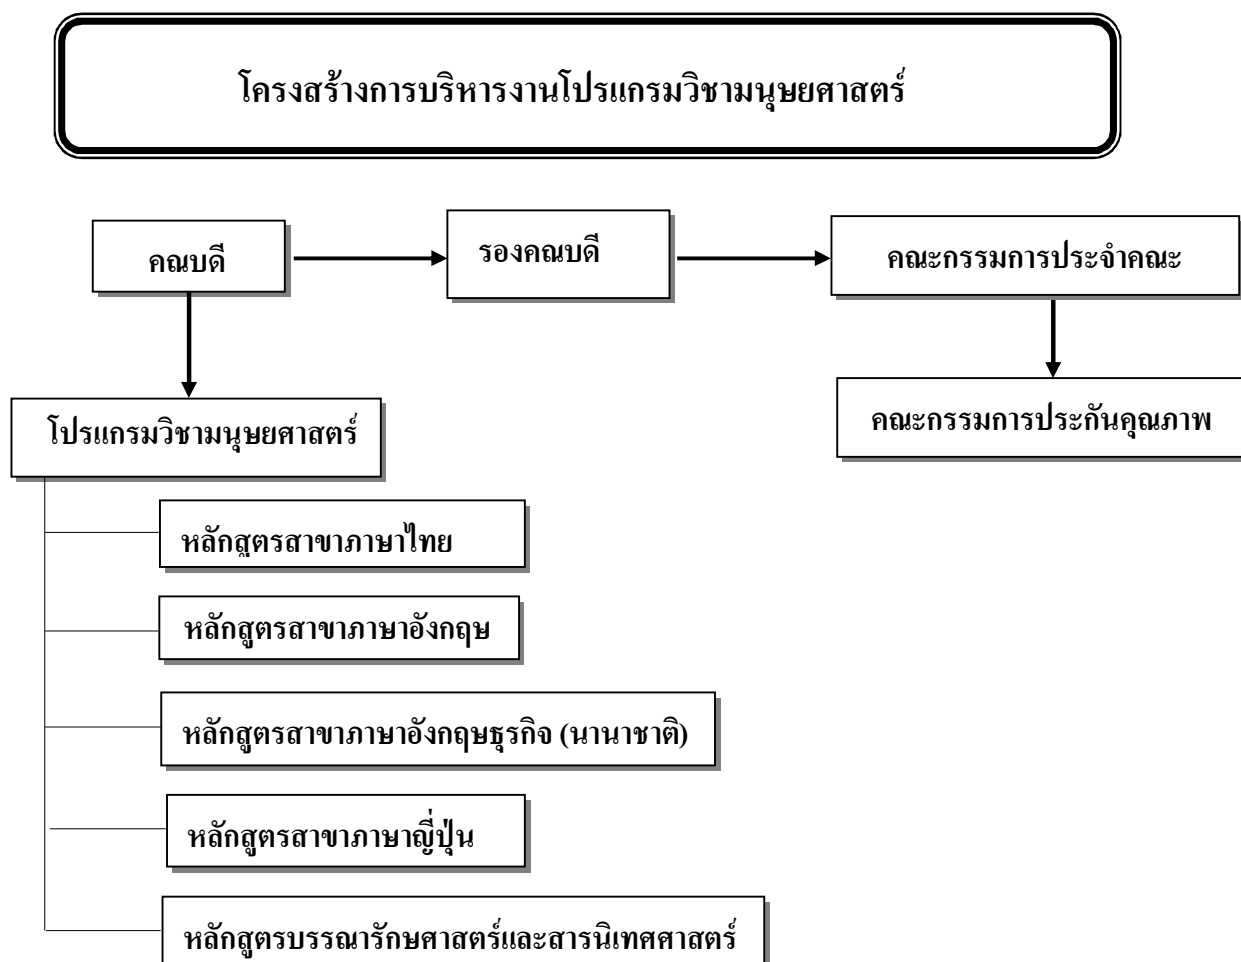 โครงสร้างการบริหารงานโปรแกรมวิชามนุษยศาสตร์
คณบดี
รองคณบดี
คณะกรรมการประจำคณะ
โปรแกรมวิชามนุษยศาสตร์
คณะกรรมการประกันคุณภาพ
หลักสูตรสาขาภาษาไทย
หลักสูตรสาขาภาษาอังกฤษ
หลักสูตรสาขาภาษาอังกฤษธุรกิจ (นานาชาติ)
หลักสูตรสาขาภาษาญี่ปุ่น
หลักสูตรบรรณารักษศาสตร์และสารนิเทศศาสตร์